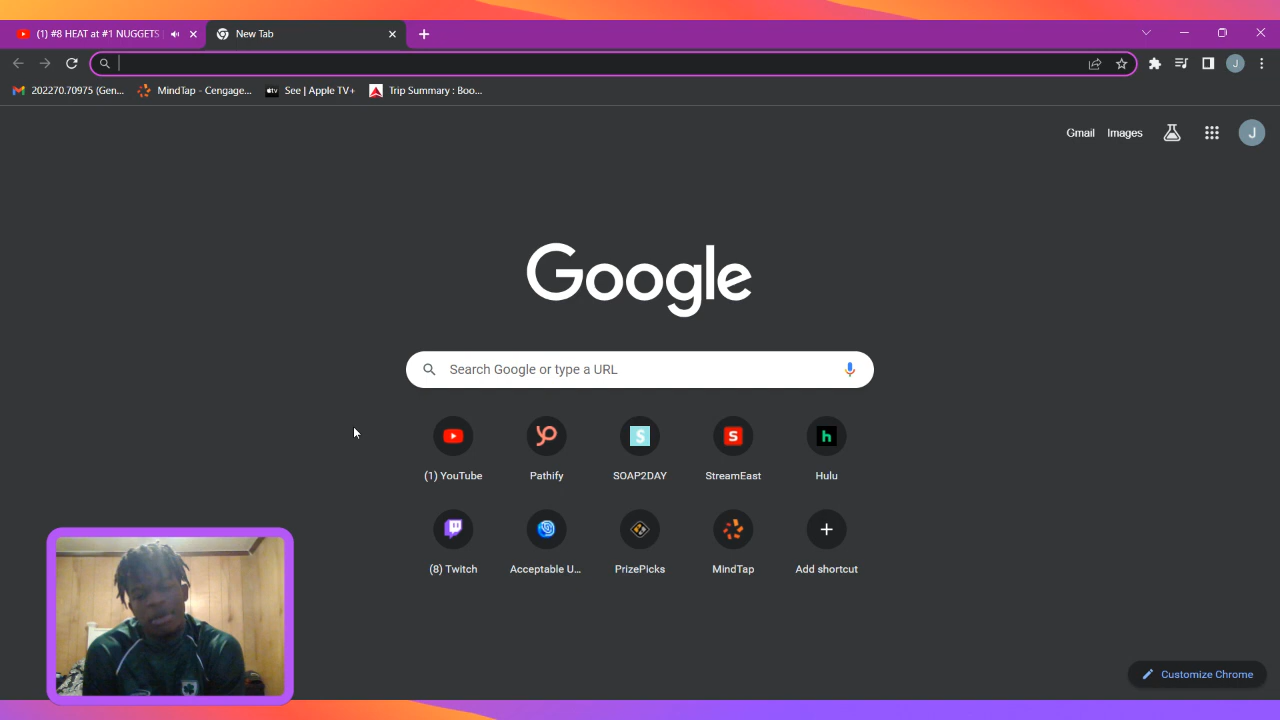 (1) #8 HEAT at #1 NUGGETS
New Tab
202270.70975 (Gen...
MindTap - Cengage...
See | Apple TV+
Trip Summary : Boo...
Gmail
Images
J
J
Google
Search Google or type a URL
(1) YouTube
Pathify
SOAP2DAY
StreamEast
Hulu
(8) Twitch
Acceptable U...
PrizePicks
MindTap
Add shortcut
Customize Chrome